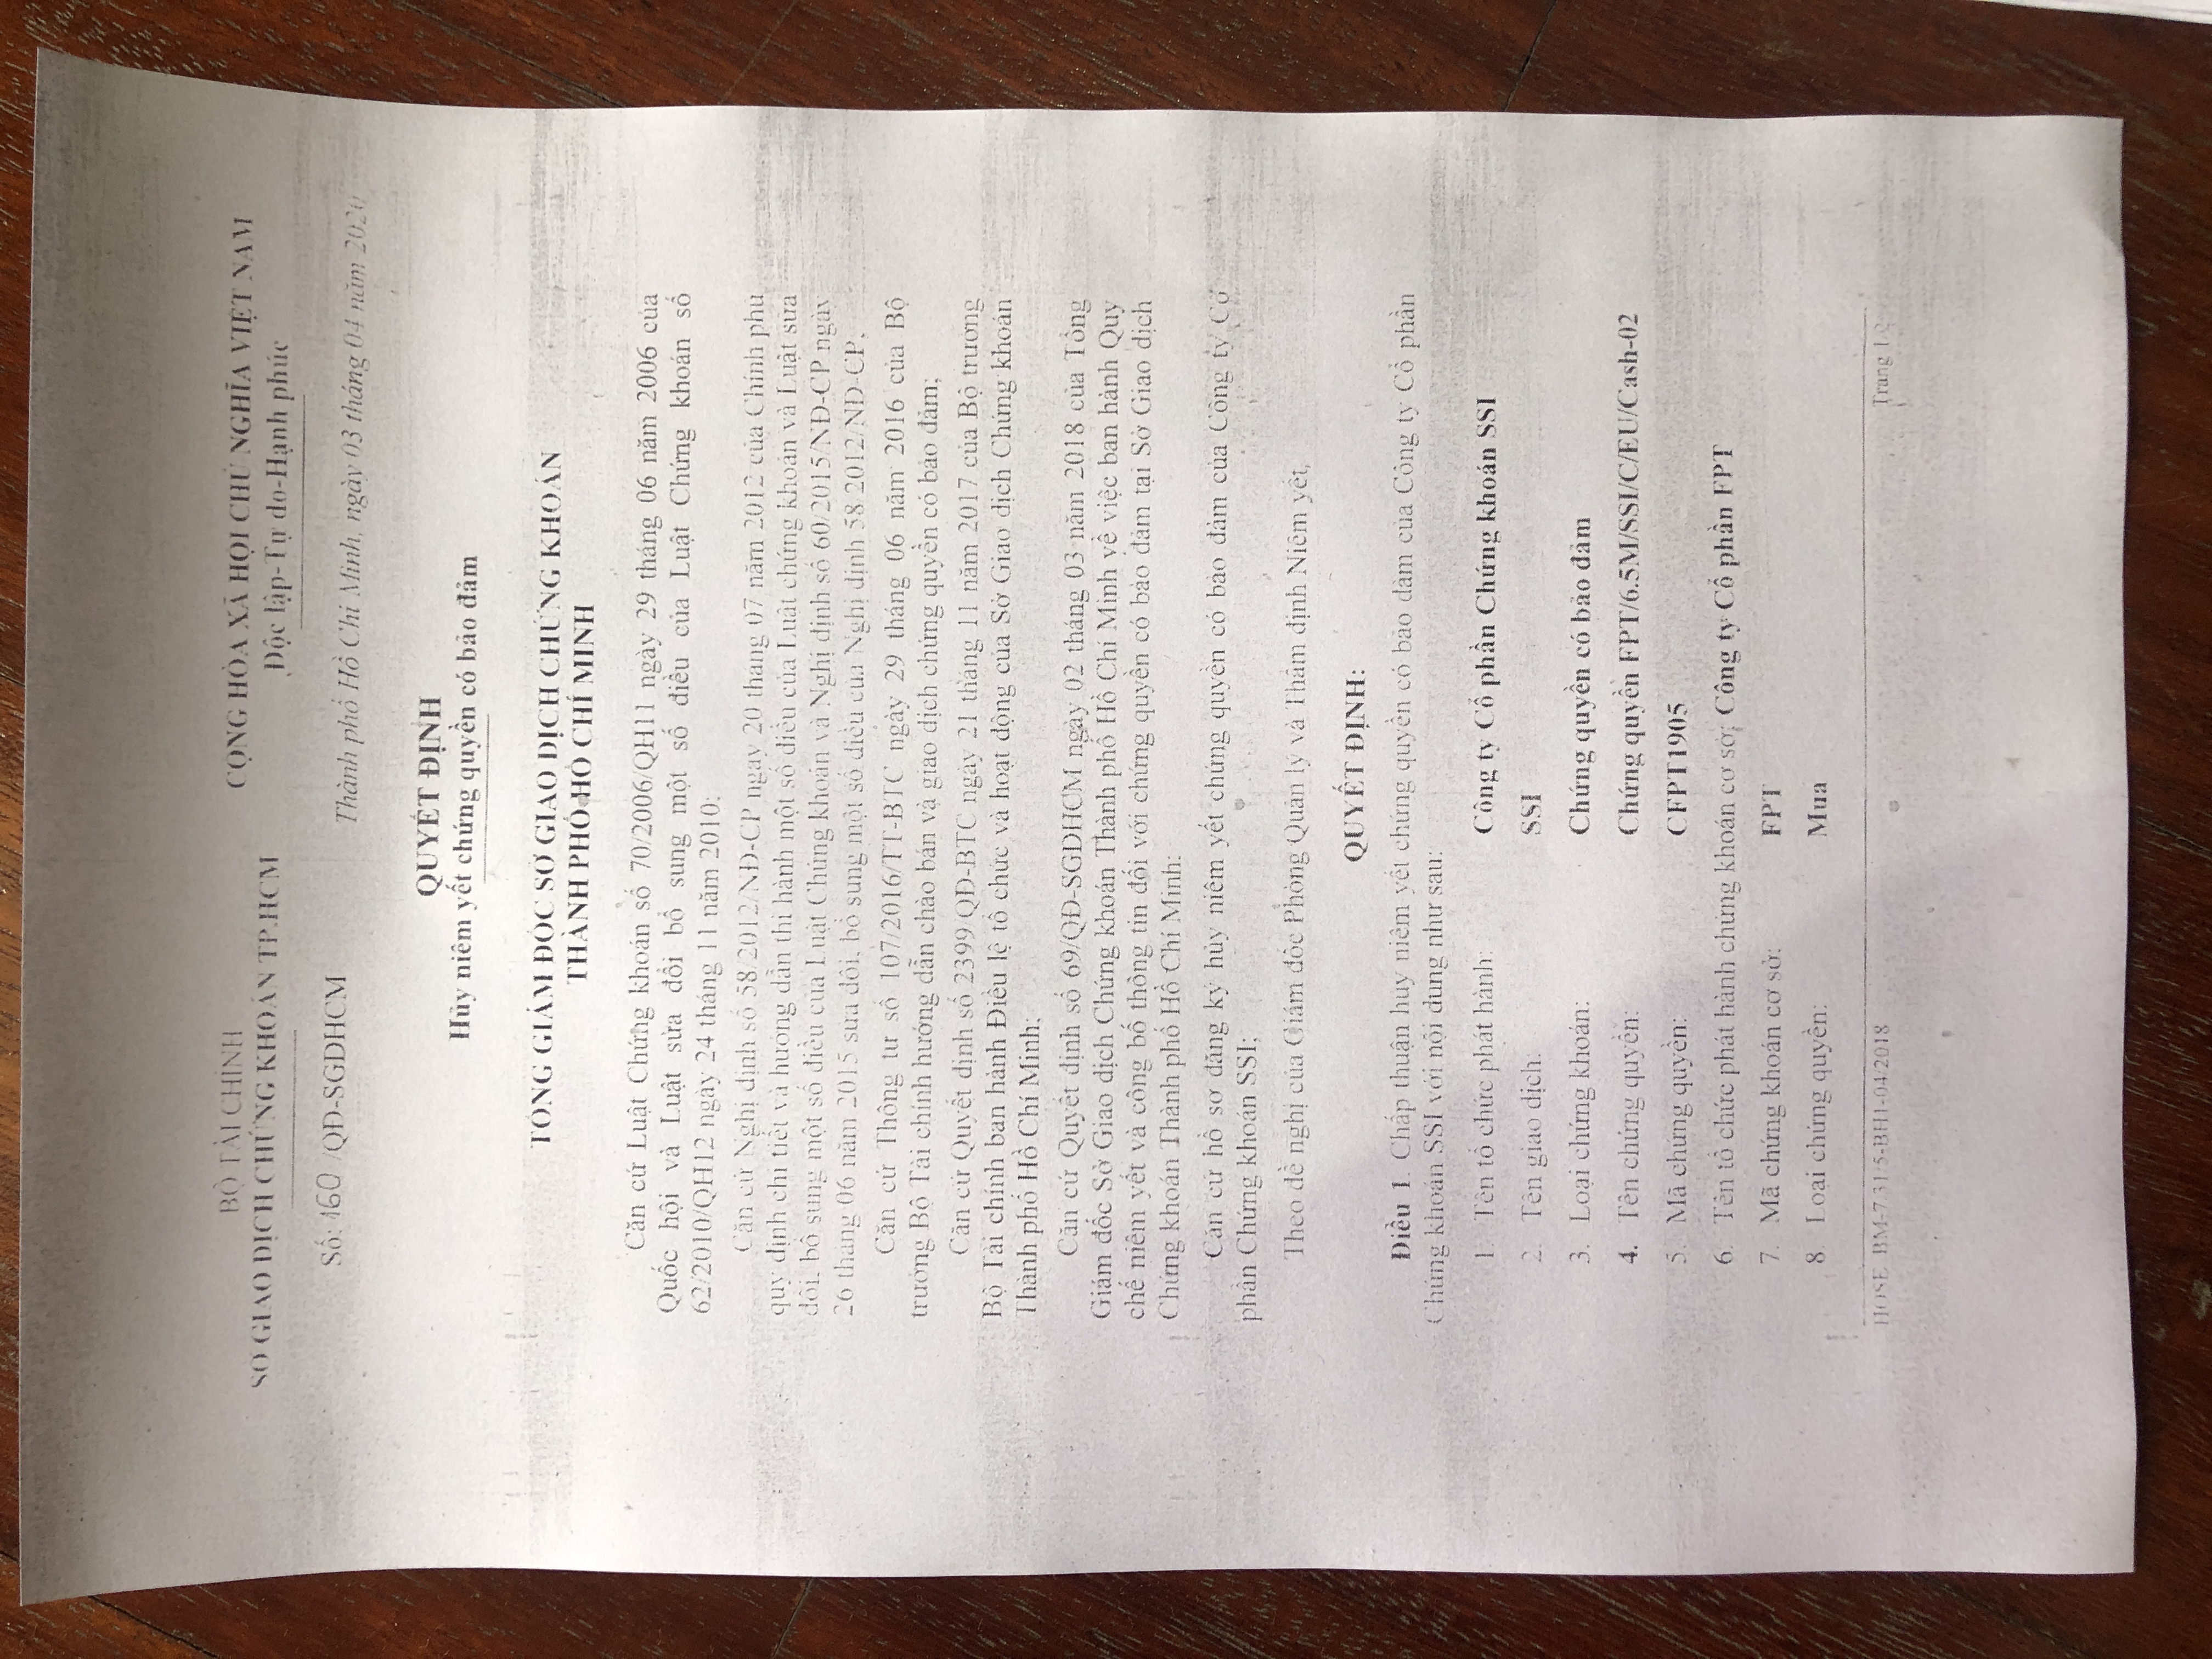 BỘ TÀI CHÍNH
SỞ GIAO DỊCH CHỨNG KHOÁN TP.HCM
CỘNG HÒA XÃ HỘI CHỦ NGHĨA VIỆT NAM
Độc lập-Tự do-Hạnh phúc
Số: 160 /QĐ-SGDHCM
Thành phố Hồ Chí Minh, ngày 03 tháng 04 năm 2020
QUYẾT ĐỊNH
Hủy niêm yết chứng quyền có bảo đảm
TỔNG GIÁM ĐỐC SỞ GIAO DỊCH CHỨNG KHOÁN
THÀNH PHỐ HỒ CHÍ MINH
Căn cứ Luật Chứng khoán số 70/2006/QH11 ngày 29 tháng 06 năm 2006 của
Quốc hội và Luật sửa đổi bổ sung một số điều của Luật Chứng khoán số
62/2010/QH12 ngày 24 tháng 11 năm 2010;
Căn cứ Nghị định số 58/2012/NĐ-CP ngày 20 tháng 07 năm 2012 của Chính phủ
quy định chi tiết và hướng dẫn thi hành một số điều của Luật chứng khoán và Luật sửa
đổi, bổ sung một số điều của Luật Chứng khoán và Nghị định số 60/2015/NĐ-CP ngày
26 tháng 06 năm 2015 sửa đổi, bổ sung một số điều của Nghị định 58/2012/NĐ-CP;
Căn cứ Thông tư số 107/2016/TT-BTC ngày 29 tháng 06 năm 2016 của Bộ
trưởng Bộ Tài chính hướng dẫn chào bán và giao dịch chứng quyền có bảo đảm;
Căn cứ Quyết định số 2399/QĐ-BTC ngày 21 tháng 11 năm 2017 của Bộ trưởng
Bộ Tài chính ban hành Điều lệ tổ chức và hoạt động của Sở Giao dịch Chứng khoán
Thành phố Hồ Chí Minh;
Căn cứ Quyết định số 69/QĐ-SGDHCM ngày 02 tháng 03 năm 2018 của Tổng
Giám đốc Sở Giao dịch Chứng khoán Thành phố Hồ Chí Minh về việc ban hành Quy
chế niêm yết và công bố thông tin đối với chứng quyền có bảo đảm tại Sở Giao dịch
Chứng khoán Thành phố Hồ Chí Minh;
Căn cứ hồ sơ đăng ký hủy niêm yết chứng quyền có bảo đảm của Công ty Cổ
phần Chứng khoán SSI;
Theo đề nghị của Giám đốc Phòng Quản lý và Thẩm định Niêm yết,
QUYẾT ĐỊNH:
Điều 1. Chấp thuận hủy niêm yết chứng quyền có bảo đảm của Công ty Cổ phần
Chứng khoán SSI với nội dung như sau:
1. Tên tổ chức phát hành: Công ty Cổ phần Chứng khoán SSI
2. Tên giao dịch: SSI
3. Loại chứng khoán: Chứng quyền có bảo đảm
4. Tên chứng quyền: Chứng quyền FPT/6.5M/SSI/C/EU/Cash-02
5. Mã chứng quyền: CFPT1905
6. Tên tổ chức phát hành chứng khoán cơ sở: Công ty Cổ phần FPT
7. Mã chứng khoán cơ sở: FPT
8. Loại chứng quyền: Mua
HOSE BM-7.31/5-BH1-04/2018
Trang 1/2